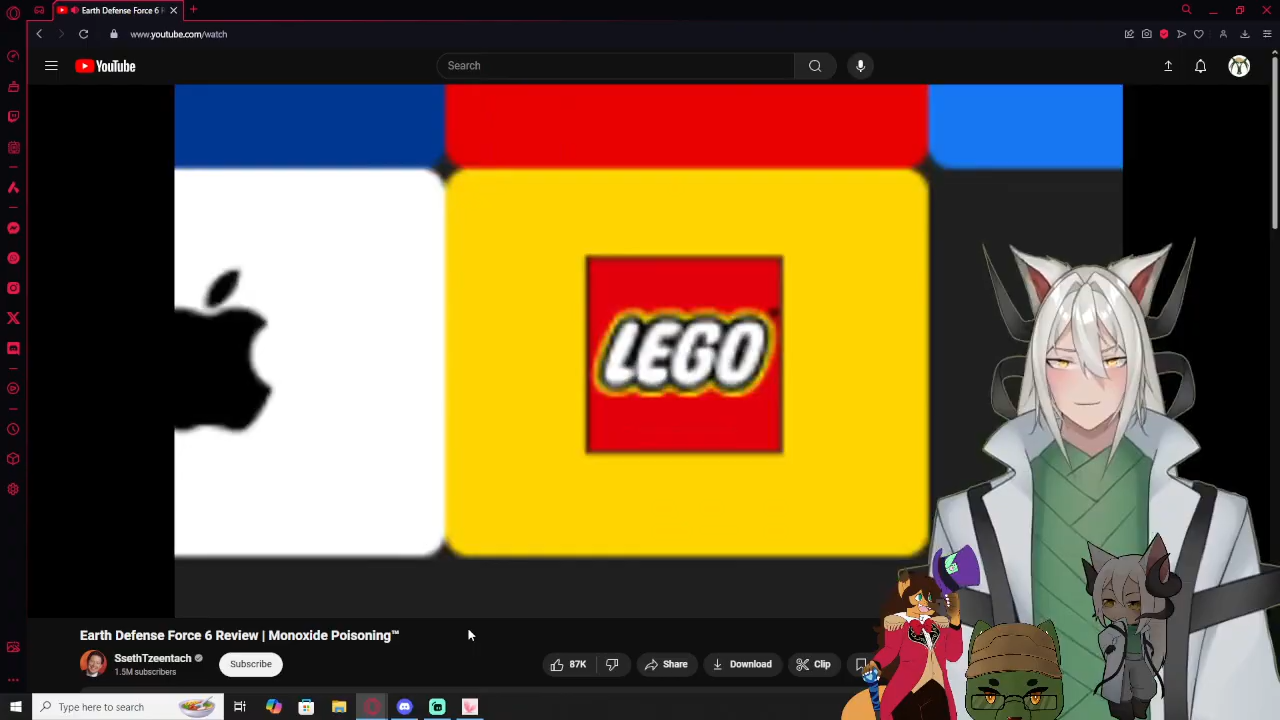 Earth Defense Force 6 R
www.youtube.com/watch
YouTube
Search
LEGO
Earth Defense Force 6 Review | Monoxide Poisoning™
SsethTzeentach
1.5M subscribers
Subscribe
87K
Share
Download
Clip
Type here to search